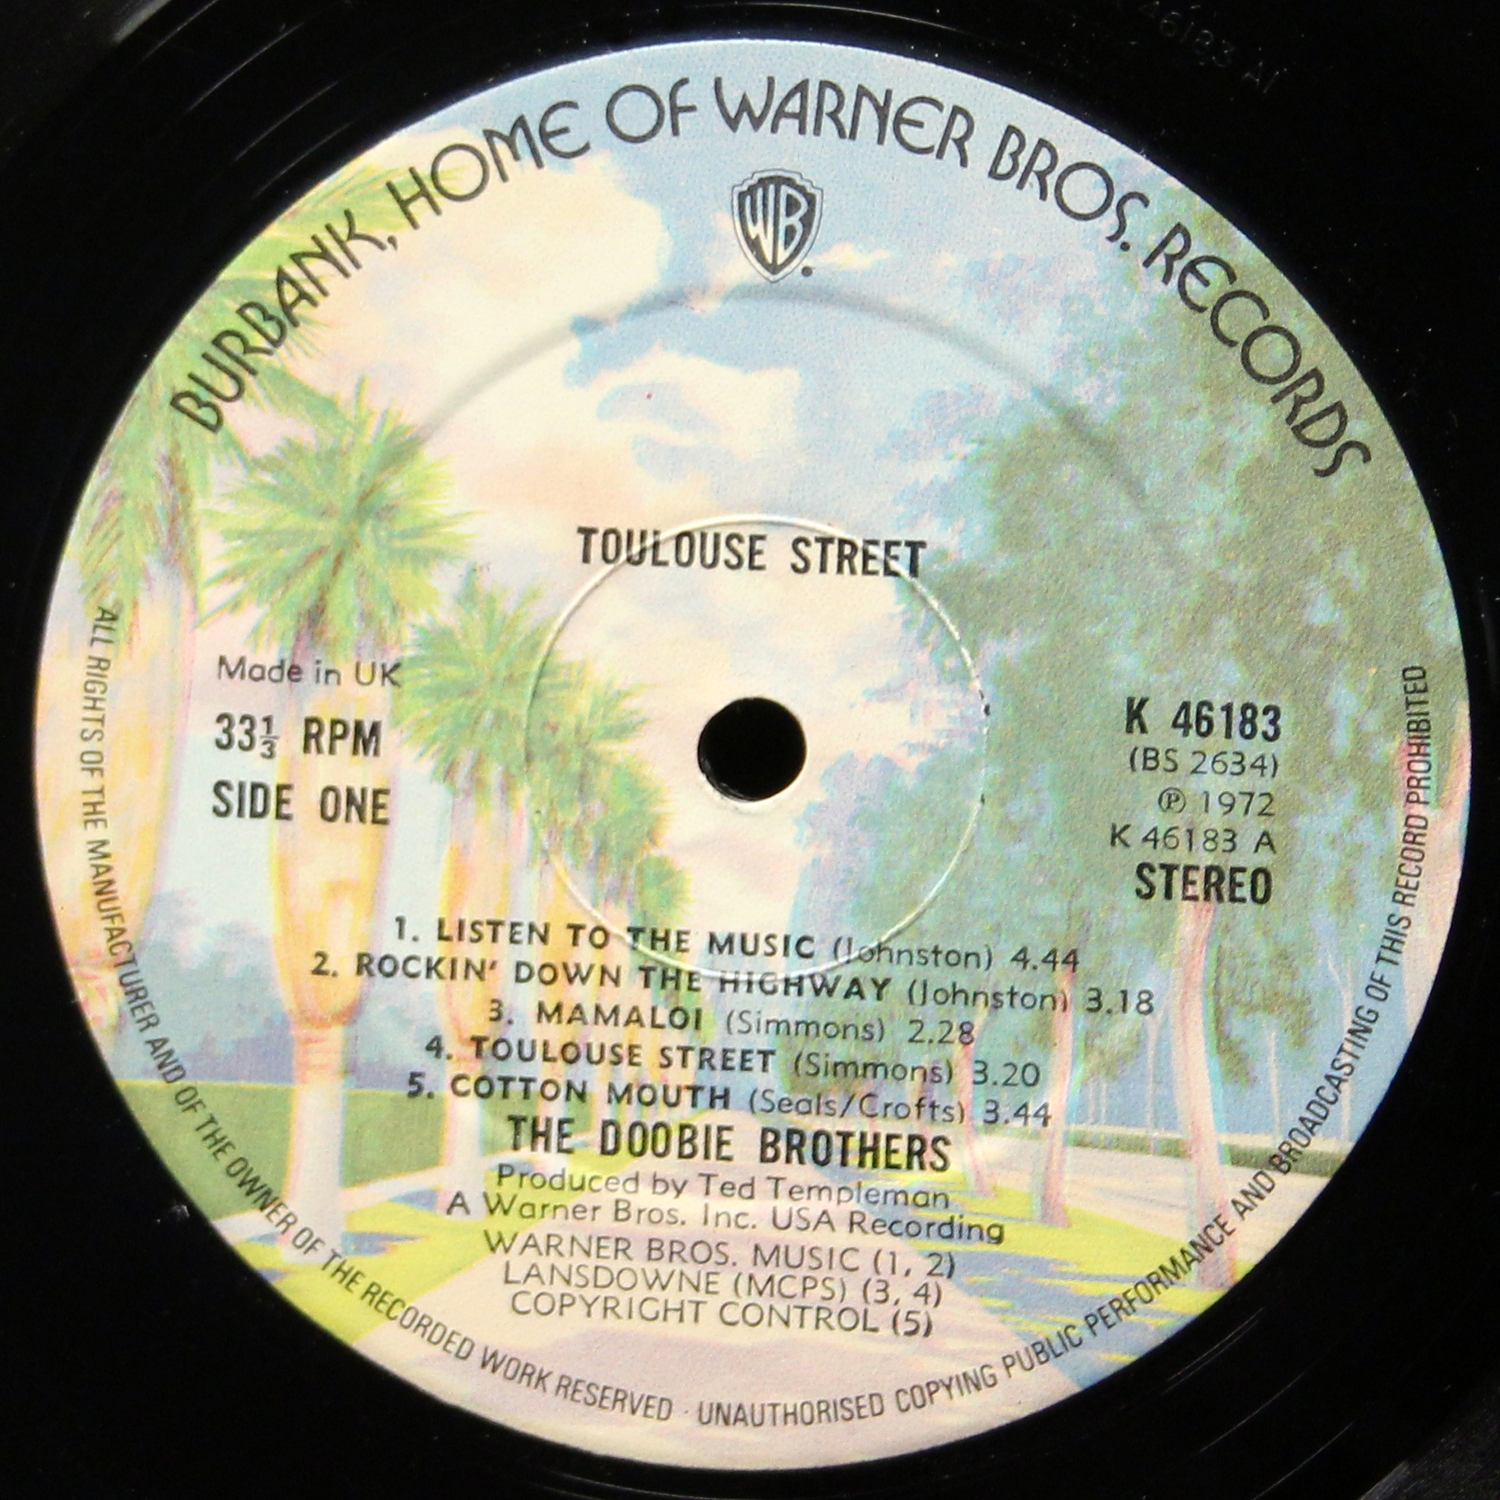 BURBANK, HOME OF WARNER BROS. RECORDS
WB
TOULOUSE STREET
Made in UK
33⅓ RPM
SIDE ONE
K 46183
(BS 2634)
℗ 1972
K 46183 A
STEREO
1. LISTEN TO THE MUSIC (Johnston) 4.44
2. ROCKIN' DOWN THE HIGHWAY (Johnston) 3.18
3. MAMALOI (Simmons) 2.28
4. TOULOUSE STREET (Simmons) 3.20
5. COTTON MOUTH (Seals/Crofts) 3.44
THE DOOBIE BROTHERS
Produced by Ted Templeman
A Warner Bros. Inc. USA Recording
WARNER BROS. MUSIC (1, 2)
LANSDOWNE (MCPS) (3, 4)
COPYRIGHT CONTROL (5)
ALL RIGHTS OF THE MANUFACTURER AND OF THE OWNER OF THE RECORDED WORK RESERVED · UNAUTHORISED COPYING PUBLIC PERFORMANCE AND BROADCASTING OF THIS RECORD PROHIBITED
K 46183 A1